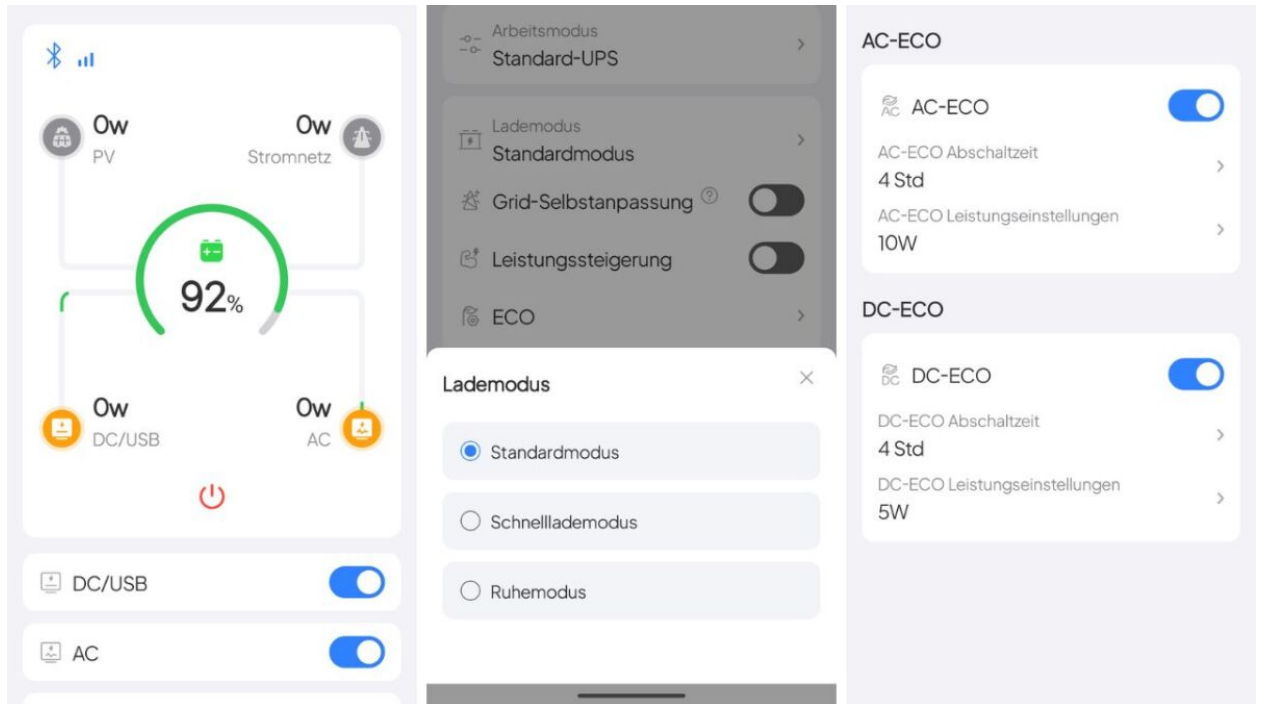 0w
PV
0w
Stromnetz
92%
0w
DC/USB
0w
AC
DC/USB
AC
Arbeitsmodus
Standard-UPS
Lademodus
Standardmodus
Grid-Selbstanpassung ?
Leistungssteigerung
ECO
Lademodus
Standardmodus
Schnelllademodus
Ruhemodus
AC-ECO
AC AC-ECO
AC-ECO Abschaltzeit
4 Std
AC-ECO Leistungseinstellungen
10W
DC-ECO
DC DC-ECO
DC-ECO Abschaltzeit
4 Std
DC-ECO Leistungseinstellungen
5W